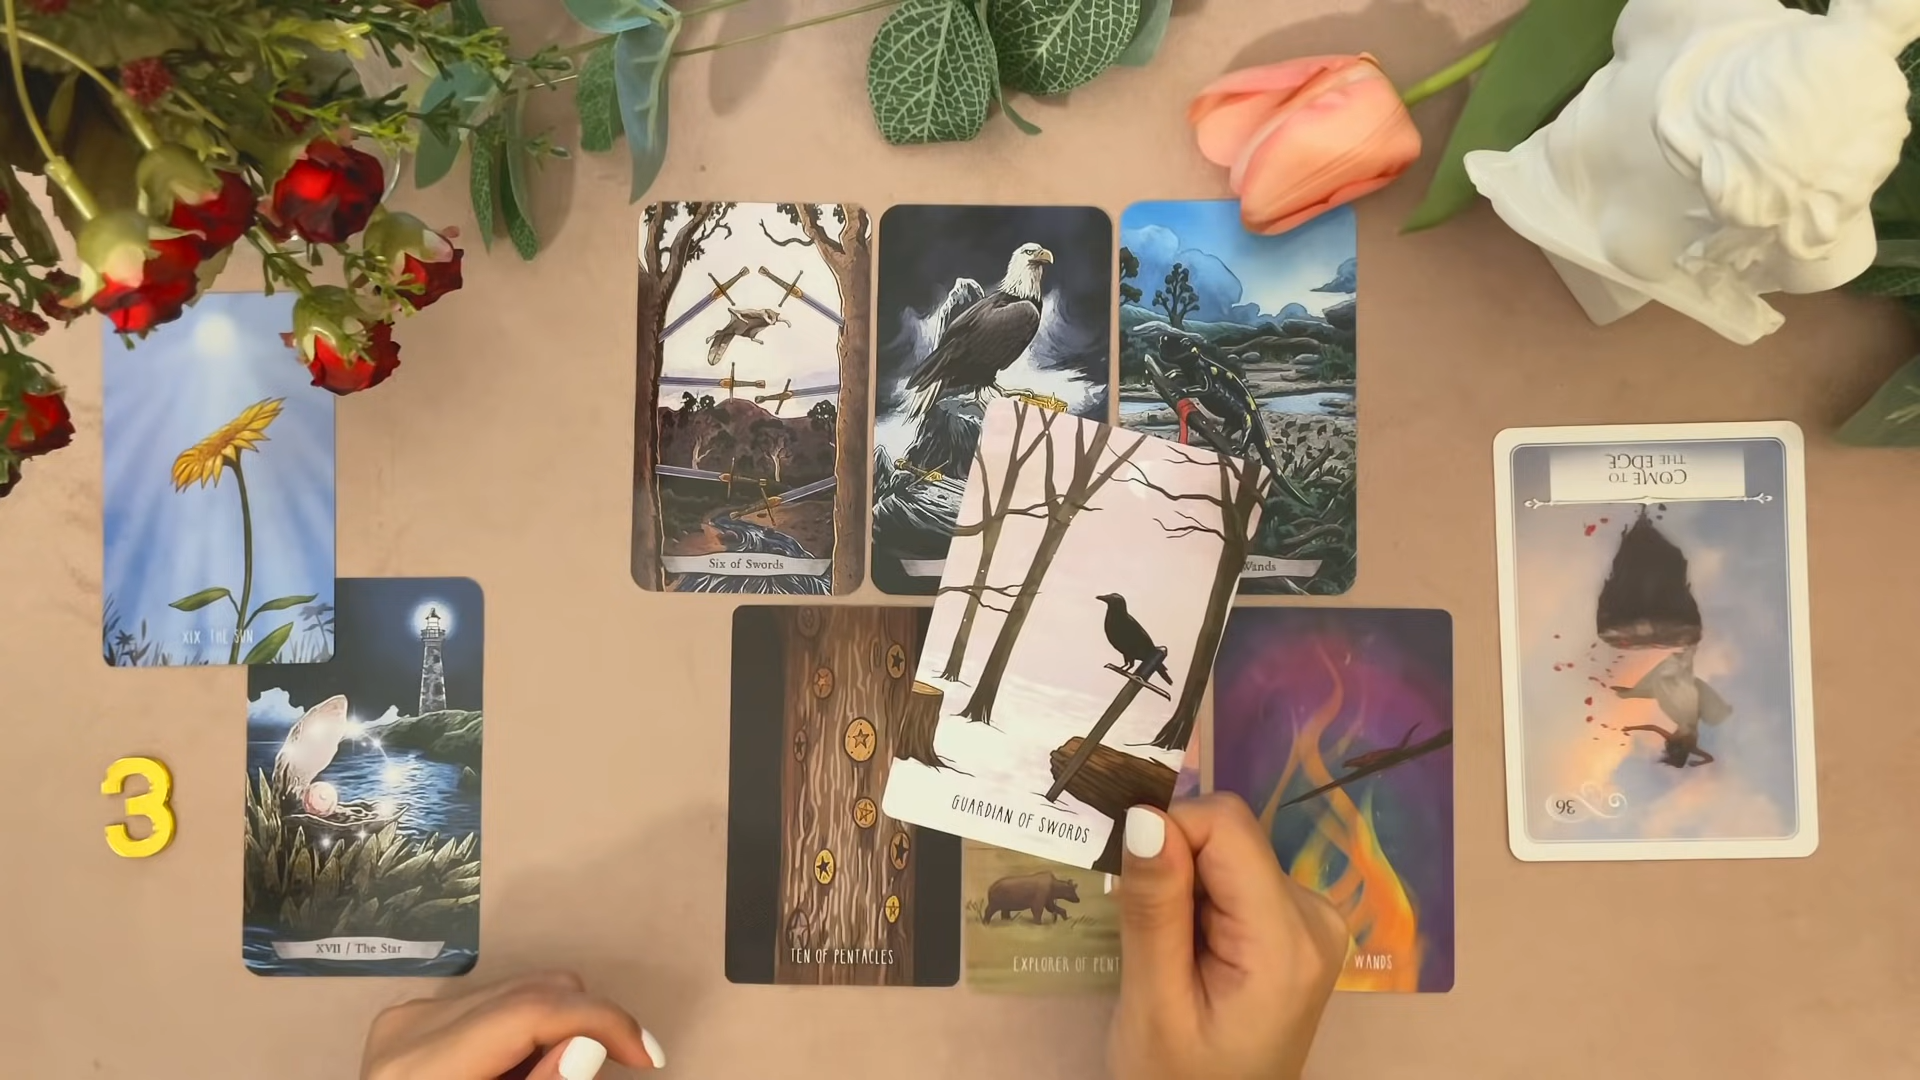 XIX THE SUN
3
XVII / The Star
Six of Swords
Wands
GUARDIAN OF SWORDS
TEN OF PENTACLES
EXPLORER OF PENT
WANDS
COME TO
THE EDGE
36